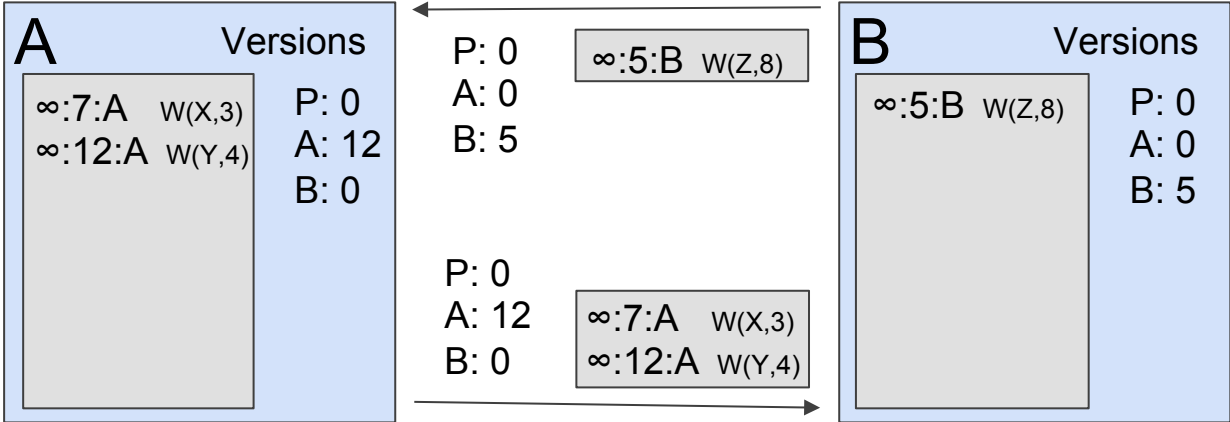 A
Versions
∞:7:A W(X,3)
∞:12:A W(Y,4)
P: 0
A: 12
B: 0
P: 0
A: 0
B: 5
∞:5:B W(Z,8)
P: 0
A: 12
B: 0
∞:7:A W(X,3)
∞:12:A W(Y,4)
B
Versions
∞:5:B W(Z,8)
P: 0
A: 0
B: 5